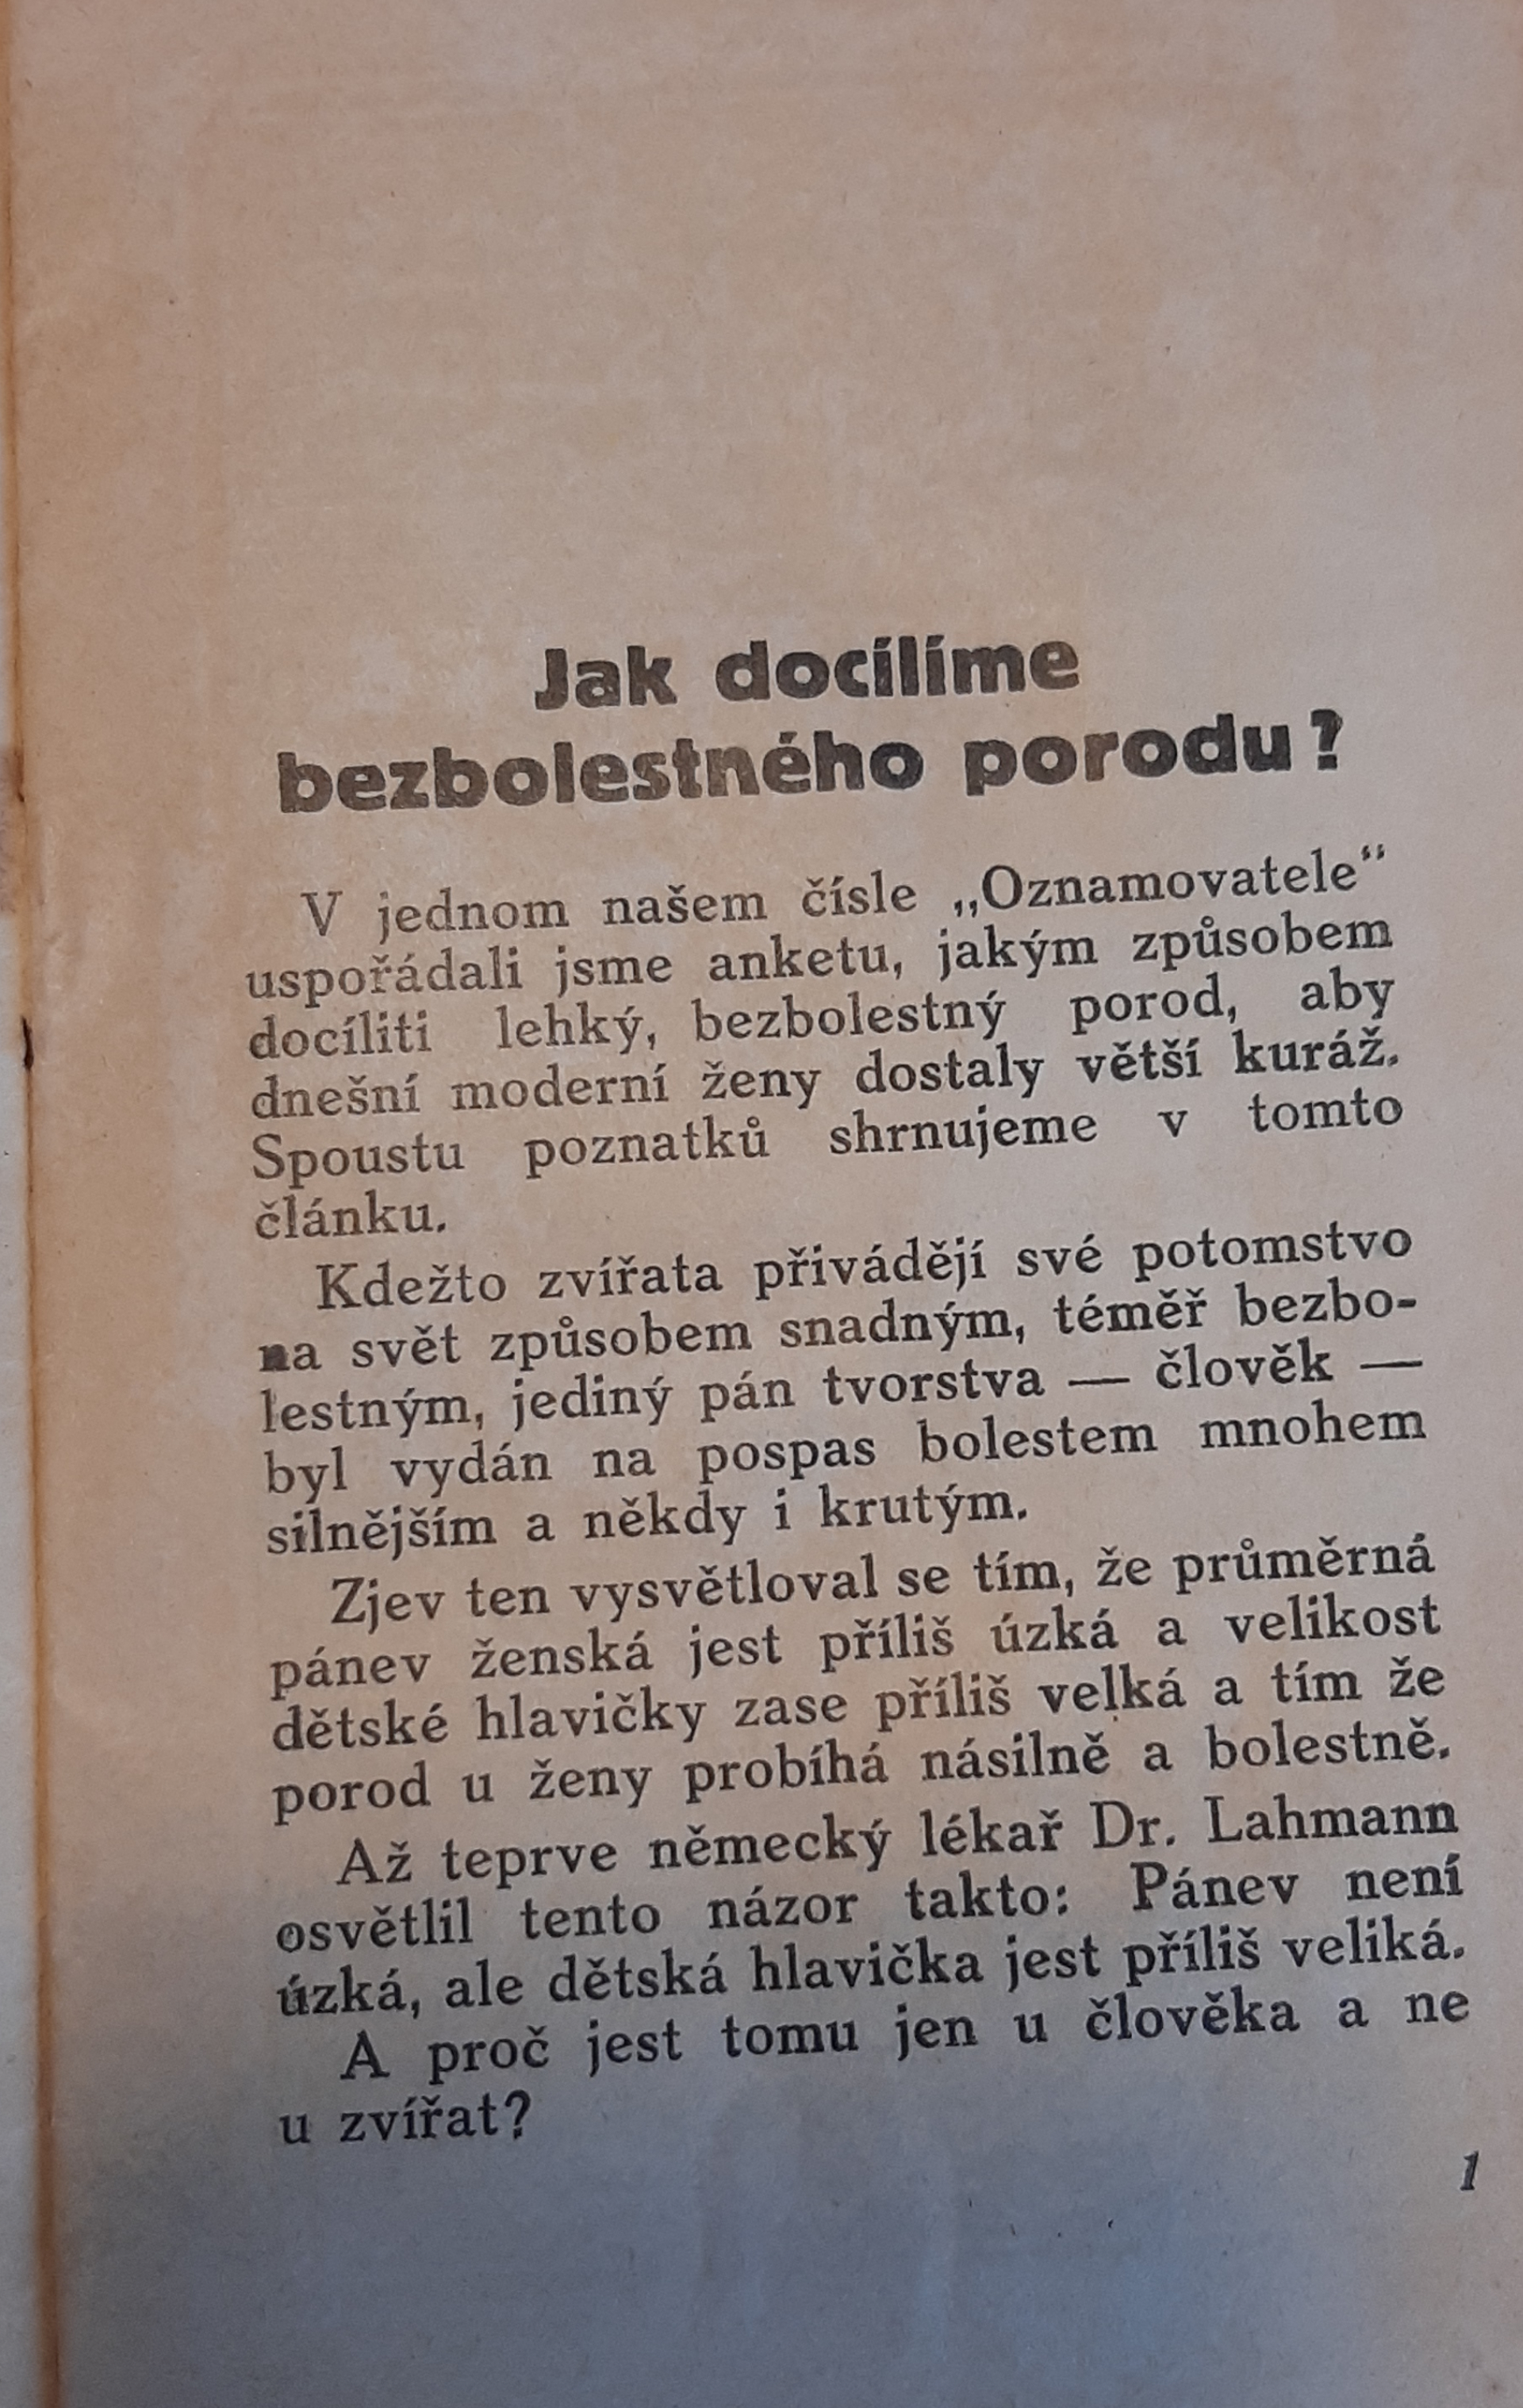 Jak docílíme
bezbolestného porodu?
V jednom našem čísle „Oznamovatele“
uspořádali jsme anketu, jakým způsobem
docíliti lehký, bezbolestný porod, aby
dnešní moderní ženy dostaly větší kuráž.
Spoustu poznatků shrnujeme v tomto
článku.
Kdežto zvířata přivádějí své potomstvo
na svět způsobem snadným, téměř bezbo-
lestným, jediný pán tvorstva — člověk —
byl vydán na pospas bolestem mnohem
silnějším a někdy i krutým.
Zjev ten vysvětloval se tím, že průměrná
pánev ženská jest příliš úzká a velikost
dětské hlavičky zase příliš velká a tím že
porod u ženy probíhá násilně a bolestně.
Až teprve německý lékař Dr. Lahmann
osvětlil tento názor takto: Pánev není
úzká, ale dětská hlavička jest příliš veliká.
A proč jest tomu jen u člověka a ne
u zvířat?
1